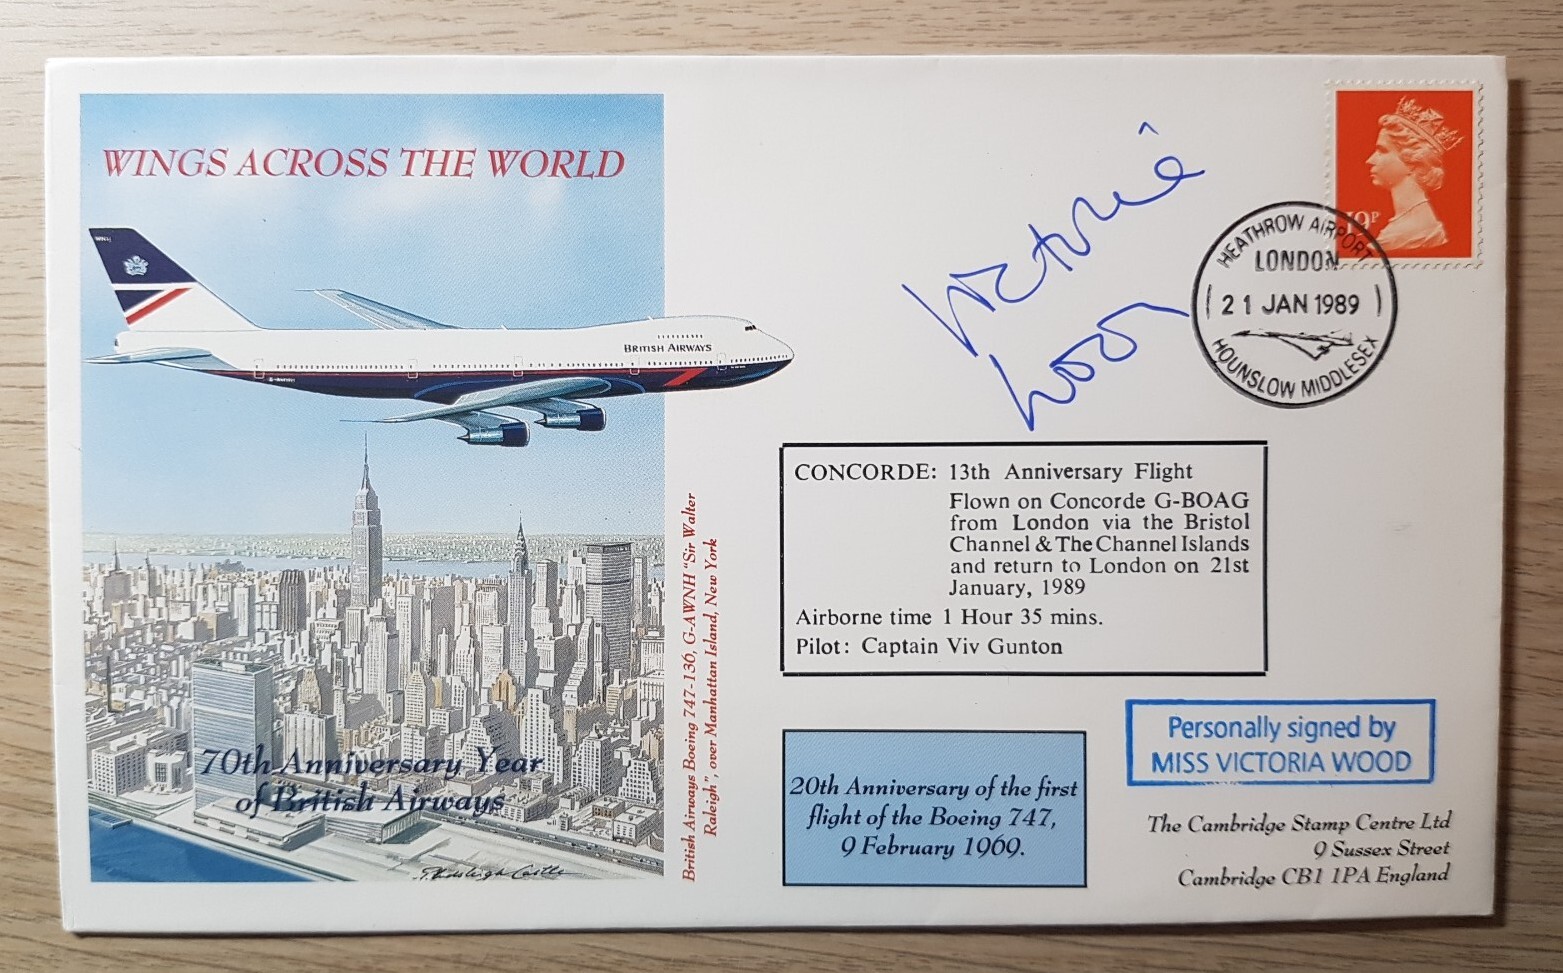 WINGS ACROSS THE WORLD
BRITISH AIRWAYS
70th Anniversary Year
of British Airways
British Airways Boeing 747-136, G-AWNH "Sir Walter
Raleigh", over Manhattan Island, New York
Victoria
Wood
19P
HEATHROW AIRPORT
LONDON
21 JAN 1989
HOUNSLOW MIDDLESEX
CONCORDE: 13th Anniversary Flight
Flown on Concorde G-BOAG
from London via the Bristol
Channel & The Channel Islands
and return to London on 21st
January, 1989
Airborne time 1 Hour 35 mins.
Pilot: Captain Viv Gunton
20th Anniversary of the first
flight of the Boeing 747,
9 February 1969.
Personally signed by
MISS VICTORIA WOOD
The Cambridge Stamp Centre Ltd
9 Sussex Street
Cambridge CB1 1PA England